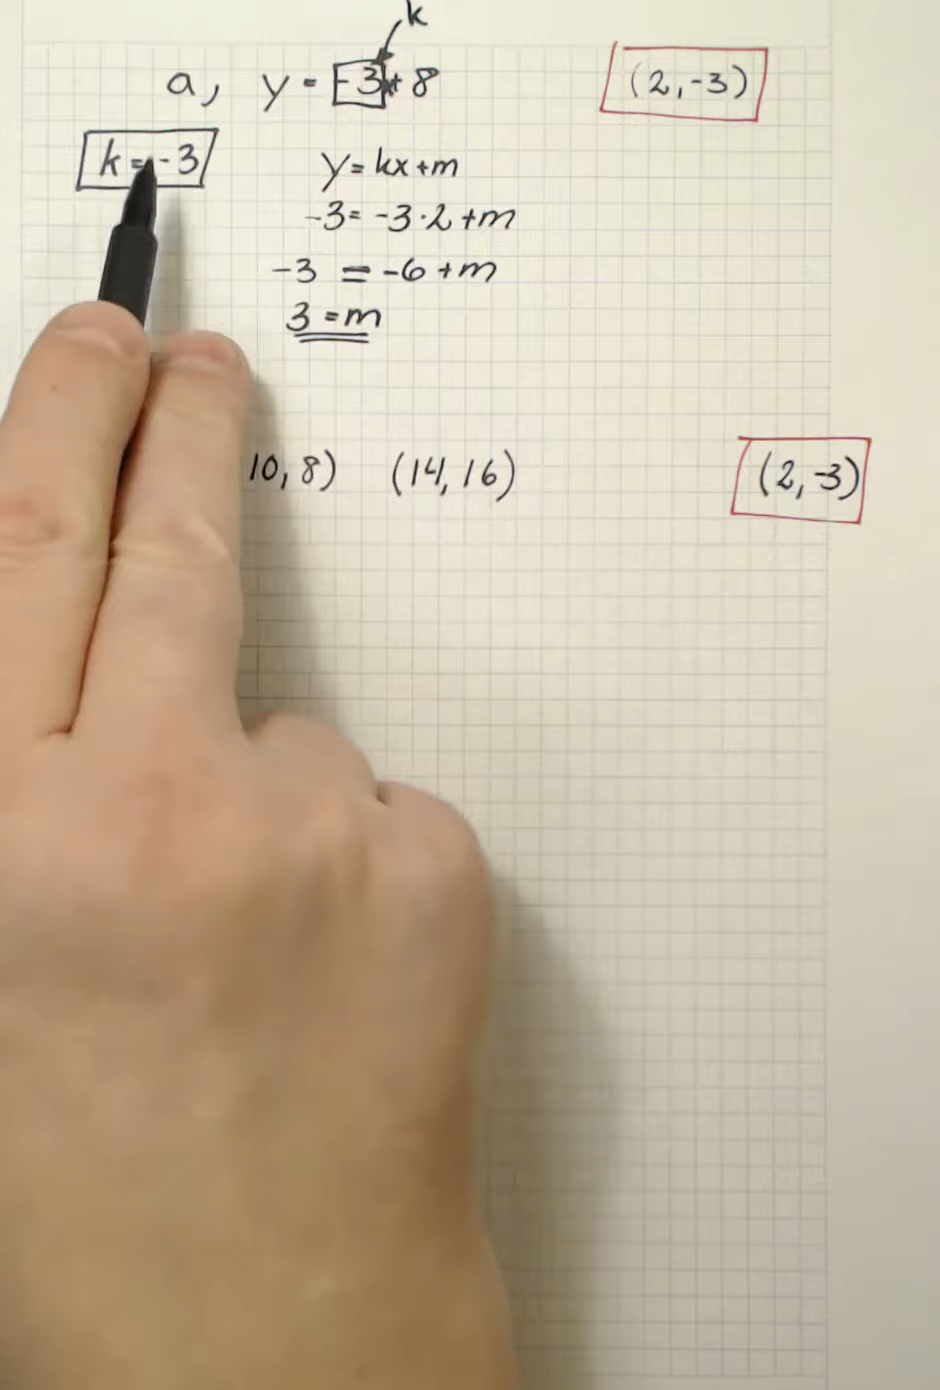 k
a, y = -3x + 8 (2, -3)
k = -3
y = kx + m
-3 = -3 · 2 + m
-3 = -6 + m
3 = m
10, 8) (14, 16) (2, -3)